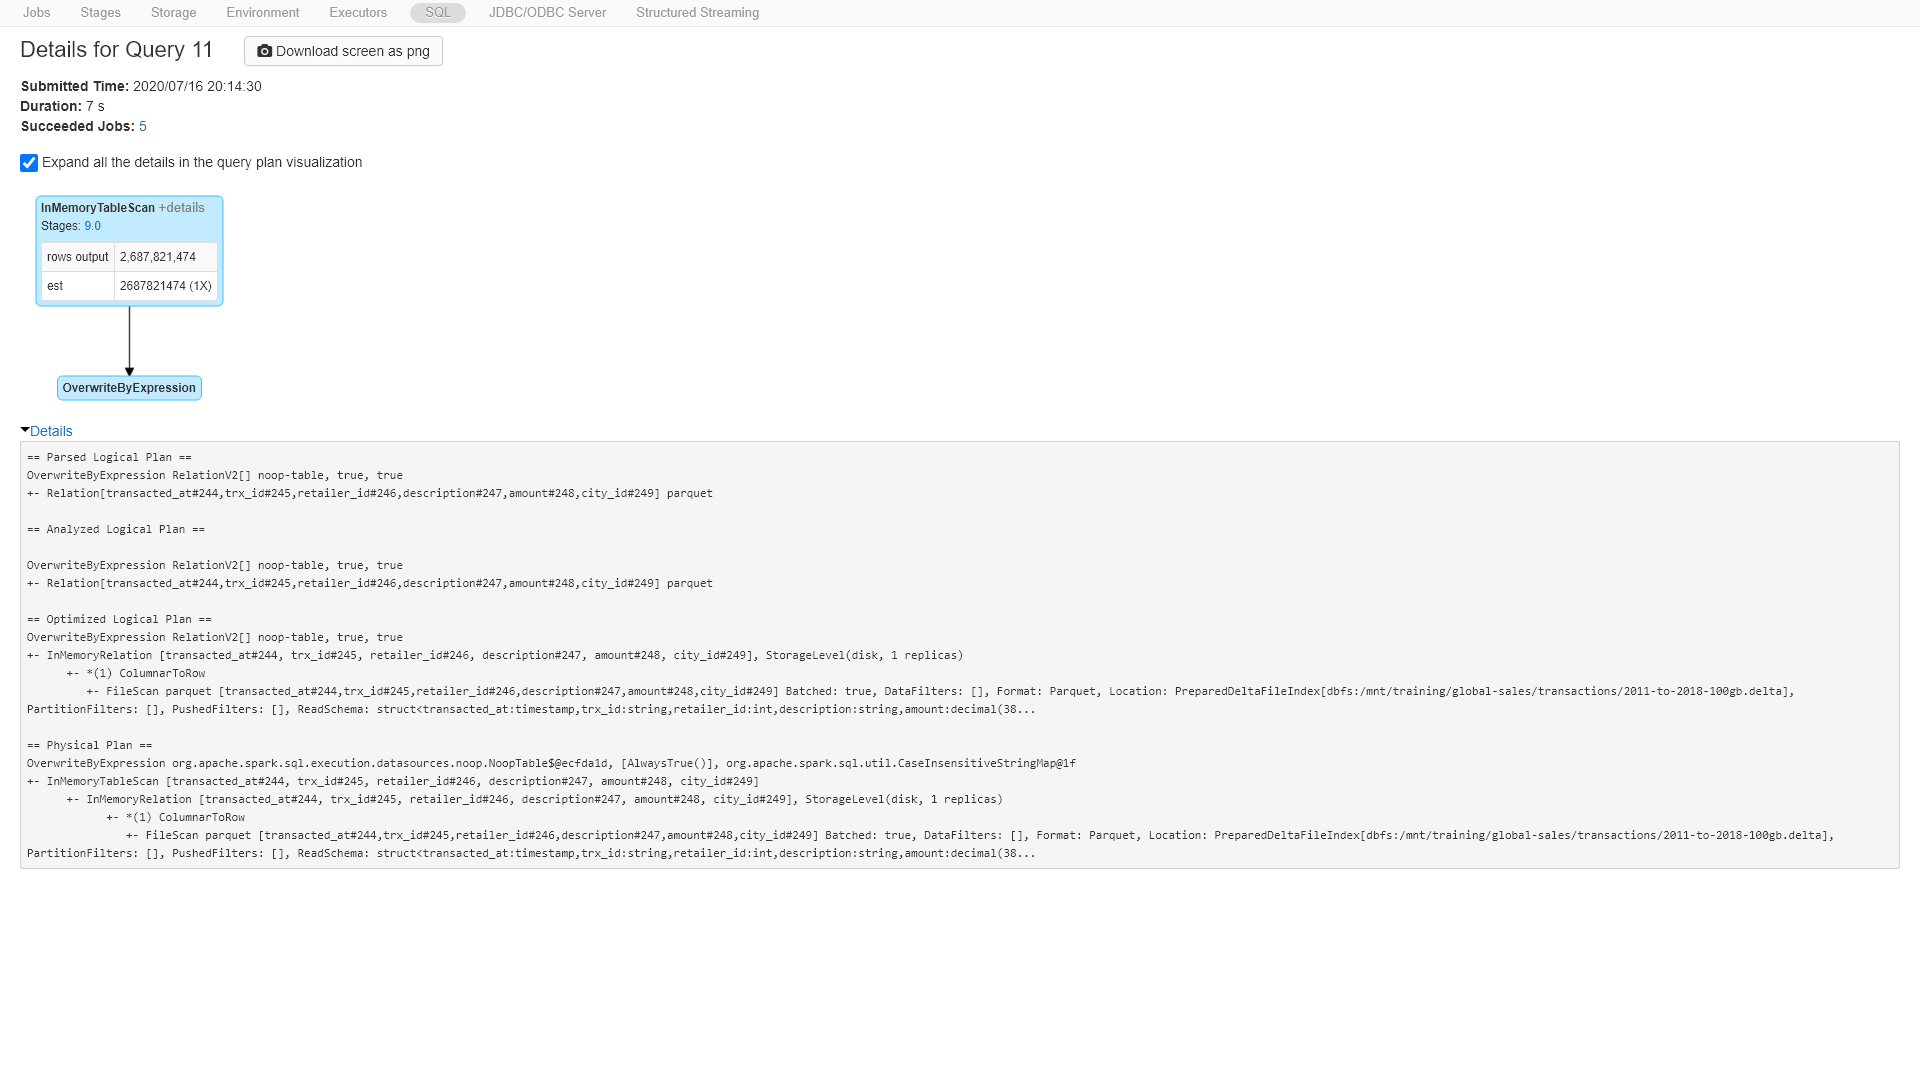 Jobs Stages Storage Environment Executors SQL JDBC/ODBC Server Structured Streaming
Details for Query 11 Download screen as png
Submitted Time: 2020/07/16 20:14:30
Duration: 7 s
Succeeded Jobs: 5
Expand all the details in the query plan visualization
InMemoryTableScan +details
Stages: 9.0
rows output 2,687,821,474
est 2687821474 (1X)
OverwriteByExpression
Details
== Parsed Logical Plan ==
OverwriteByExpression RelationV2[] noop-table, true, true
+- Relation[transacted_at#244,trx_id#245,retailer_id#246,description#247,amount#248,city_id#249] parquet
== Analyzed Logical Plan ==
OverwriteByExpression RelationV2[] noop-table, true, true
+- Relation[transacted_at#244,trx_id#245,retailer_id#246,description#247,amount#248,city_id#249] parquet
== Optimized Logical Plan ==
OverwriteByExpression RelationV2[] noop-table, true, true
+- InMemoryRelation [transacted_at#244, trx_id#245, retailer_id#246, description#247, amount#248, city_id#249], StorageLevel(disk, 1 replicas)
+- *(1) ColumnarToRow
+- FileScan parquet [transacted_at#244,trx_id#245,retailer_id#246,description#247,amount#248,city_id#249] Batched: true, DataFilters: [], Format: Parquet, Location: PreparedDeltaFileIndex[dbfs:/mnt/training/global-sales/transactions/2011-to-2018-100gb.delta],
PartitionFilters: [], PushedFilters: [], ReadSchema: struct<transacted_at:timestamp,trx_id:string,retailer_id:int,description:string,amount:decimal(38...
== Physical Plan ==
OverwriteByExpression org.apache.spark.sql.execution.datasources.noop.NoopTable$@ecfda1d, [AlwaysTrue()], org.apache.spark.sql.util.CaseInsensitiveStringMap@1f
+- InMemoryTableScan [transacted_at#244, trx_id#245, retailer_id#246, description#247, amount#248, city_id#249]
+- InMemoryRelation [transacted_at#244, trx_id#245, retailer_id#246, description#247, amount#248, city_id#249], StorageLevel(disk, 1 replicas)
+- *(1) ColumnarToRow
+- FileScan parquet [transacted_at#244,trx_id#245,retailer_id#246,description#247,amount#248,city_id#249] Batched: true, DataFilters: [], Format: Parquet, Location: PreparedDeltaFileIndex[dbfs:/mnt/training/global-sales/transactions/2011-to-2018-100gb.delta],
PartitionFilters: [], PushedFilters: [], ReadSchema: struct<transacted_at:timestamp,trx_id:string,retailer_id:int,description:string,amount:decimal(38...